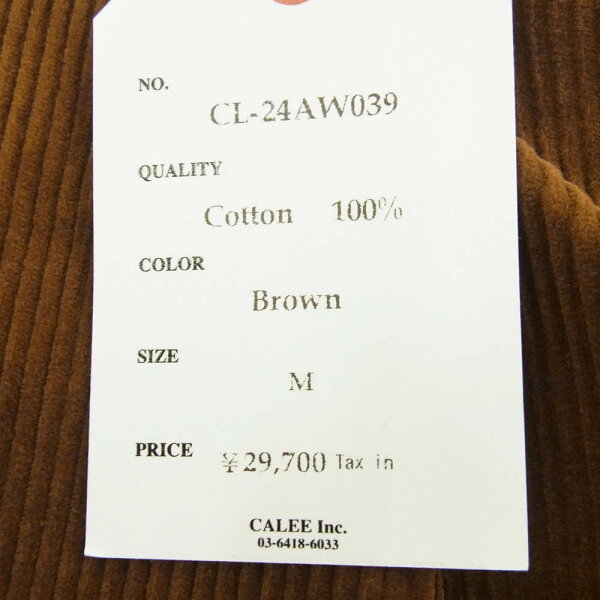 NO.
CL-24AW039
QUALITY
Cotton 100%
COLOR
Brown
SIZE
M
PRICE ¥29,700 Tax in
CALEE Inc.
03-6418-6033